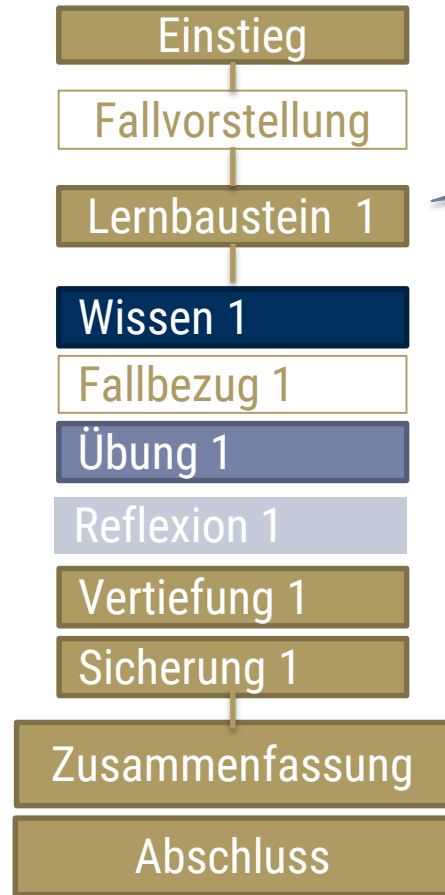 Einstieg
Fallvorstellung
Lernbaustein 1
Wissen 1
Fallbezug 1
Übung 1
Reflexion 1
Vertiefung 1
Sicherung 1
Zusammenfassung
Abschluss